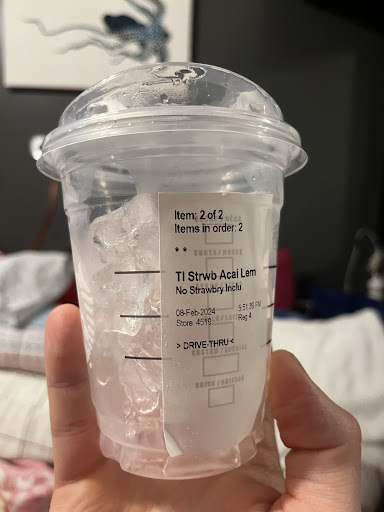 Item: 2 of 2
Items in order: 2
* *
Tl Strwb Acai Lem
No Strawbry Inclu
08-Feb-2024 5:51:39 PM
Store: 4519 Reg 4
> DRIVE-THRU <